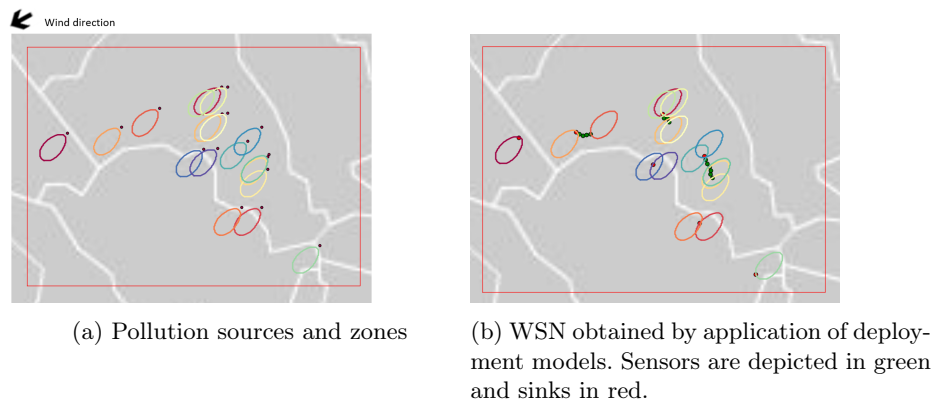 Wind direction
(a) Pollution sources and zones
(b) WSN obtained by application of deploy-
ment models. Sensors are depicted in green
and sinks in red.